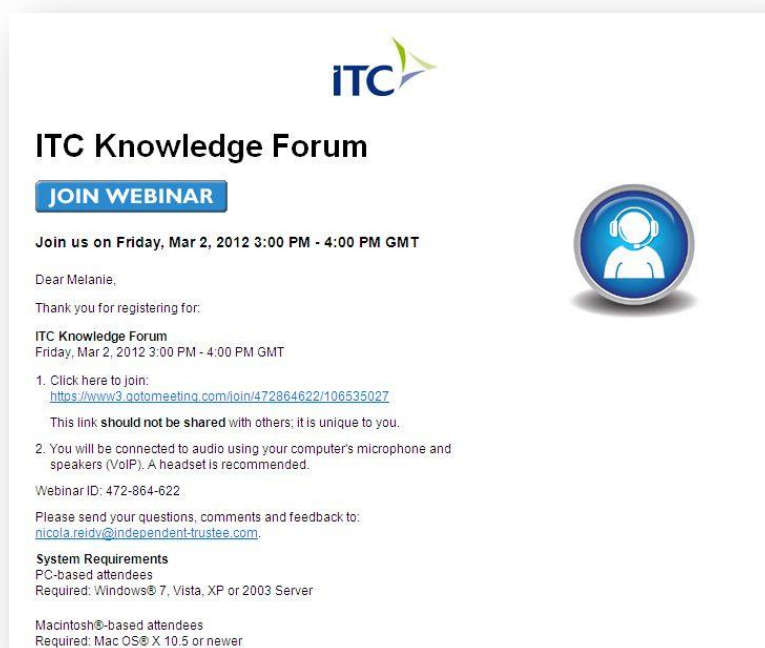 iTC
ITC Knowledge Forum
JOIN WEBINAR
Join us on Friday, Mar 2, 2012 3:00 PM - 4:00 PM GMT
Dear Melanie,
Thank you for registering for:
ITC Knowledge Forum
Friday, Mar 2, 2012 3:00 PM - 4:00 PM GMT
1. Click here to join:
https://www3.gotomeeting.com/join/472864622/106535027
This link should not be shared with others; it is unique to you.
2. You will be connected to audio using your computer's microphone and
speakers (VoIP). A headset is recommended.
Webinar ID: 472-864-622
Please send your questions, comments and feedback to:
nicola.reidy@independent-trustee.com.
System Requirements
PC-based attendees
Required: Windows® 7, Vista, XP or 2003 Server
Macintosh®-based attendees
Required: Mac OS® X 10.5 or newer